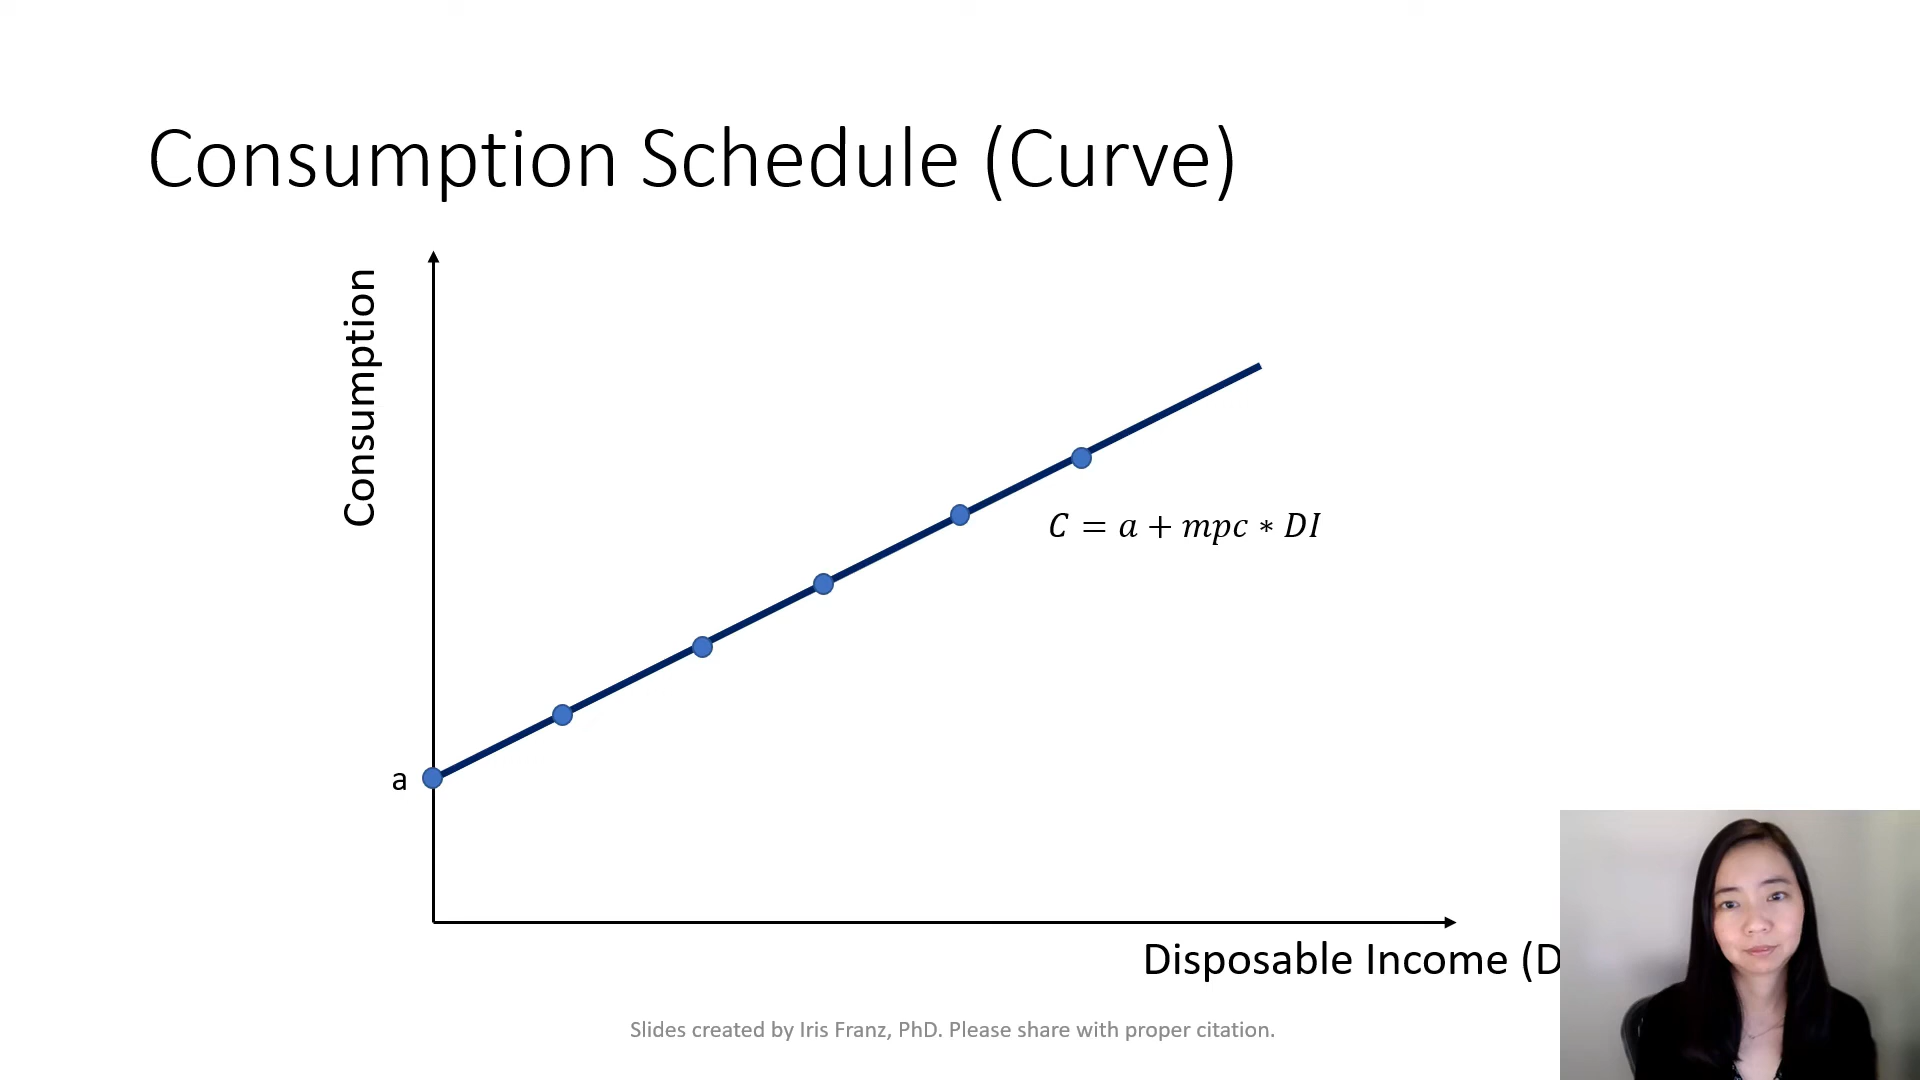 Consumption Schedule (Curve)
Consumption
C = a + mpc * DI
a
Disposable Income (D
Slides created by Iris Franz, PhD. Please share with proper citation.